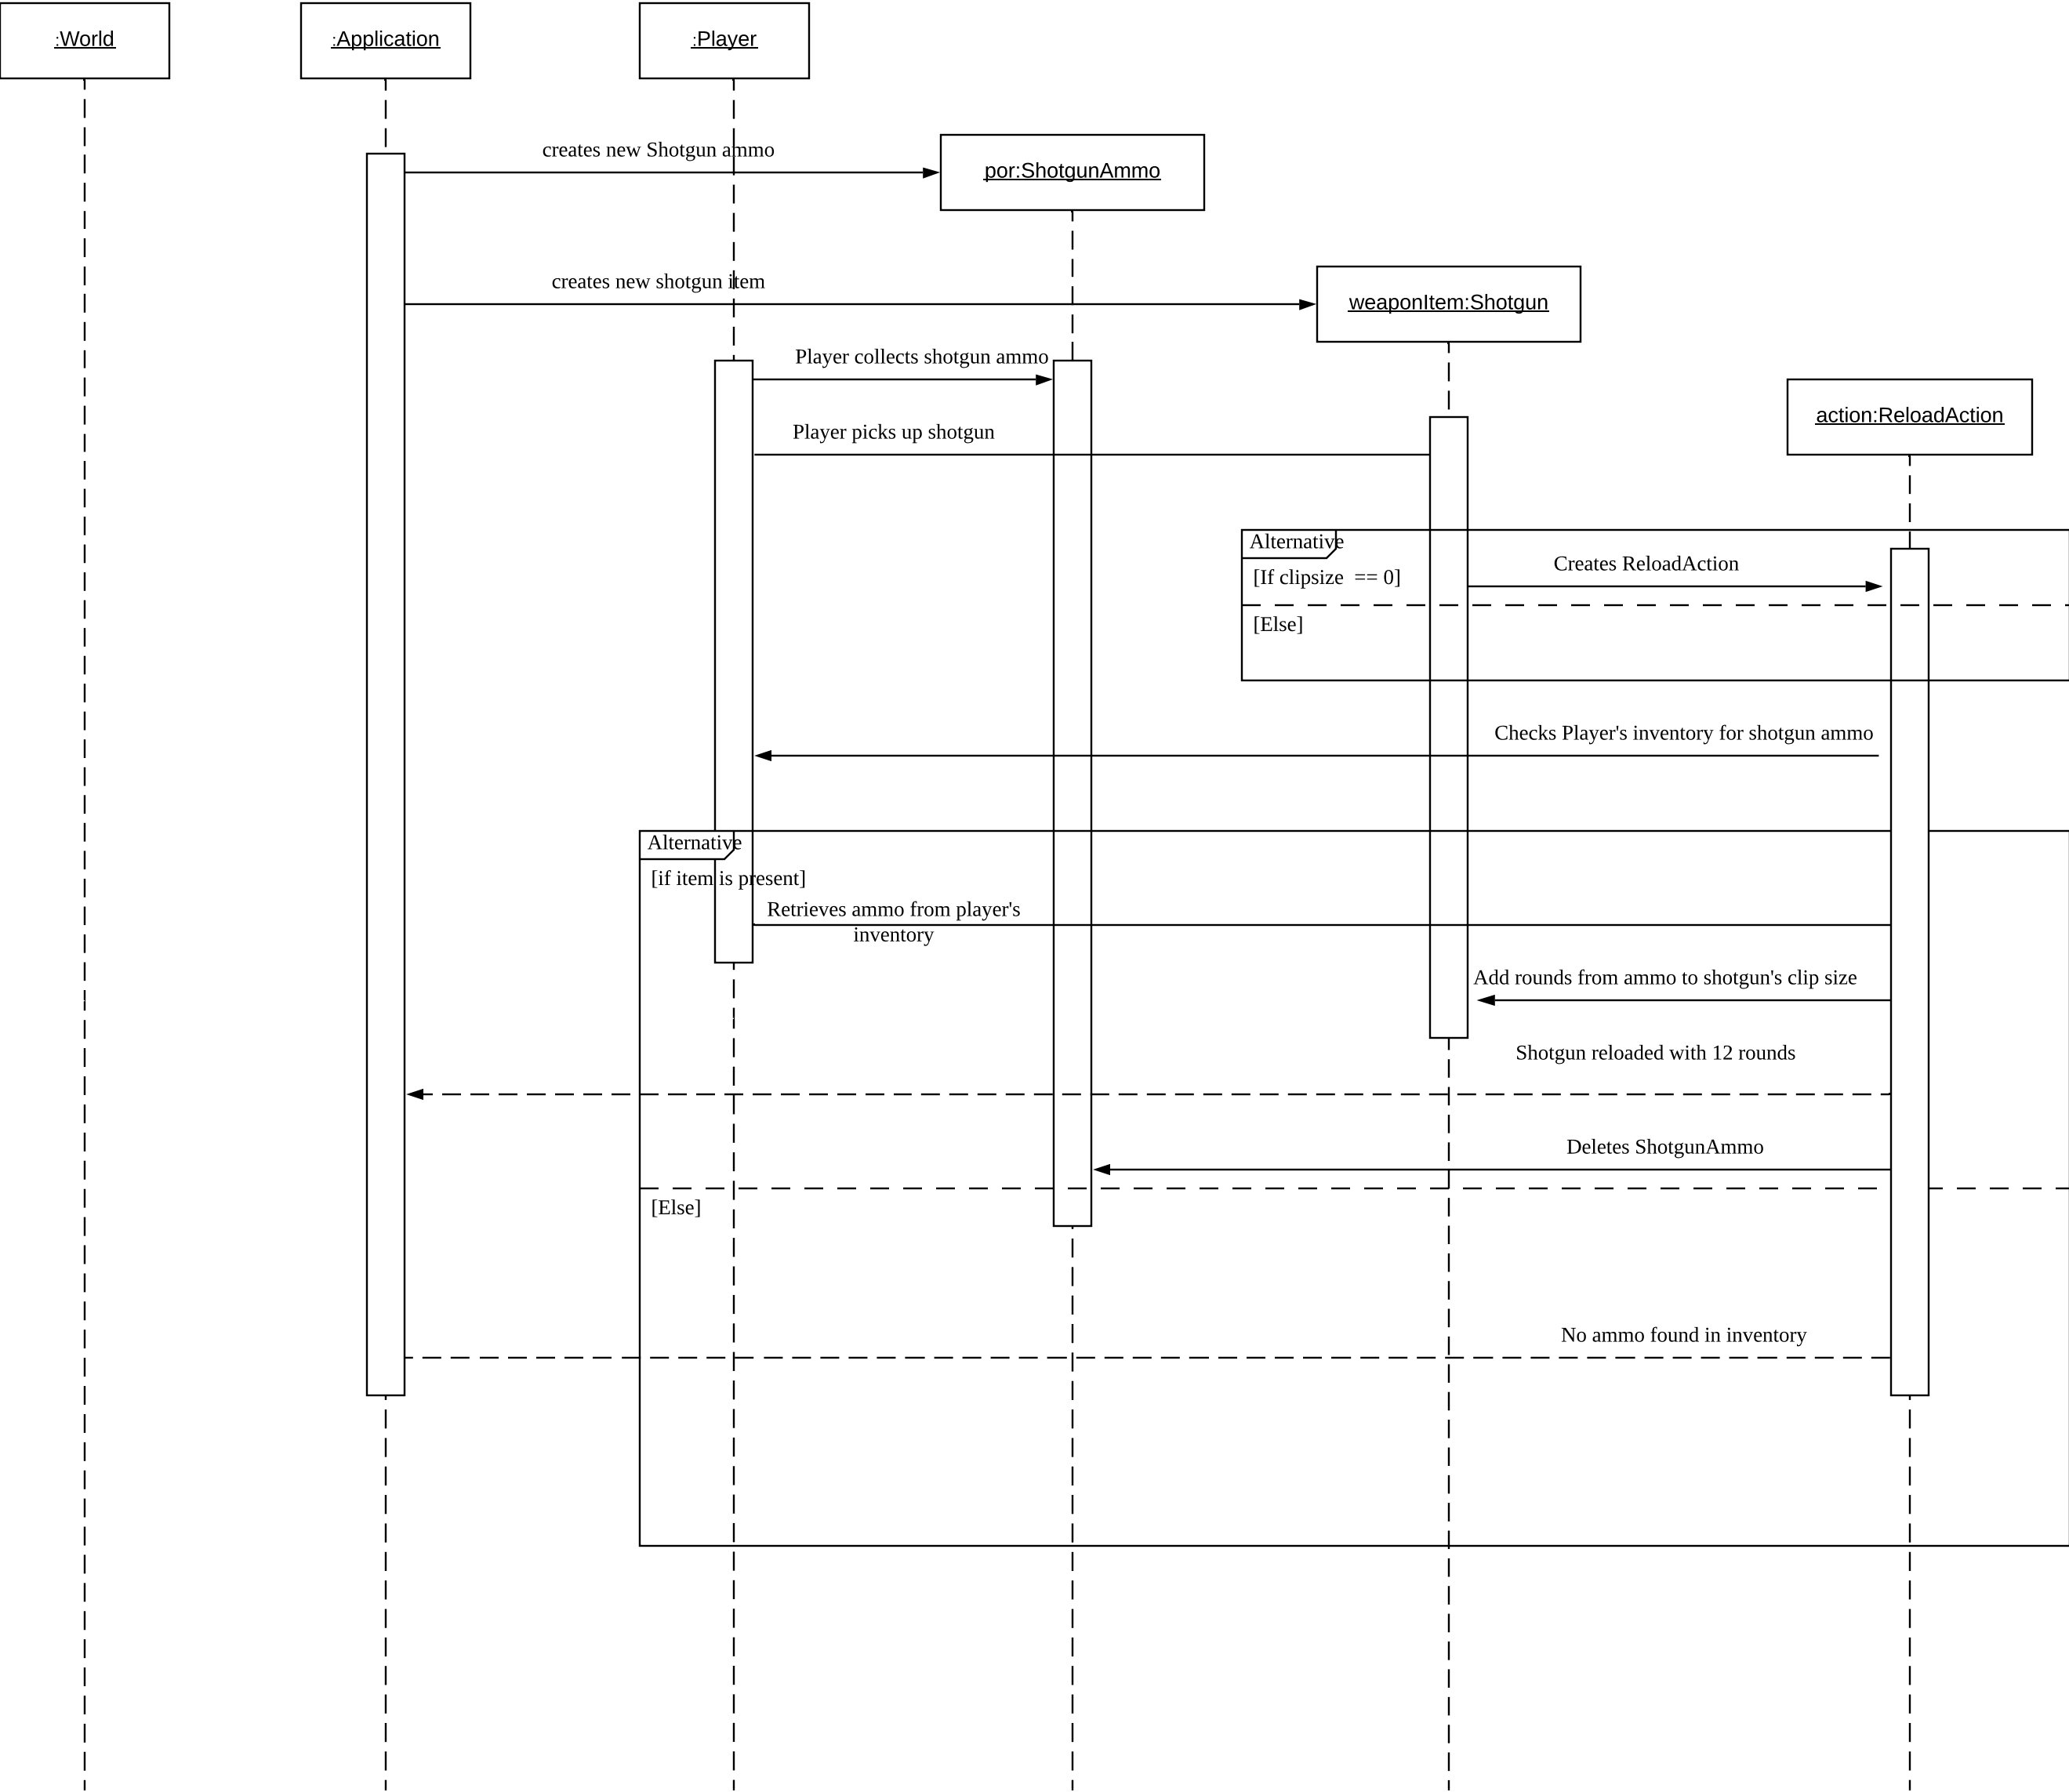 :World
:Application
:Player
creates new Shotgun ammo
por:ShotgunAmmo
creates new shotgun item
weaponItem:Shotgun
Player collects shotgun ammo
action:ReloadAction
Player picks up shotgun
Alternative
Creates ReloadAction
[If clipsize  == 0]
[Else]
Checks Player's inventory for shotgun ammo
Alternative
[if item is present]
Retrieves ammo from player's
inventory
Add rounds from ammo to shotgun's clip size
Shotgun reloaded with 12 rounds
Deletes ShotgunAmmo
[Else]
No ammo found in inventory